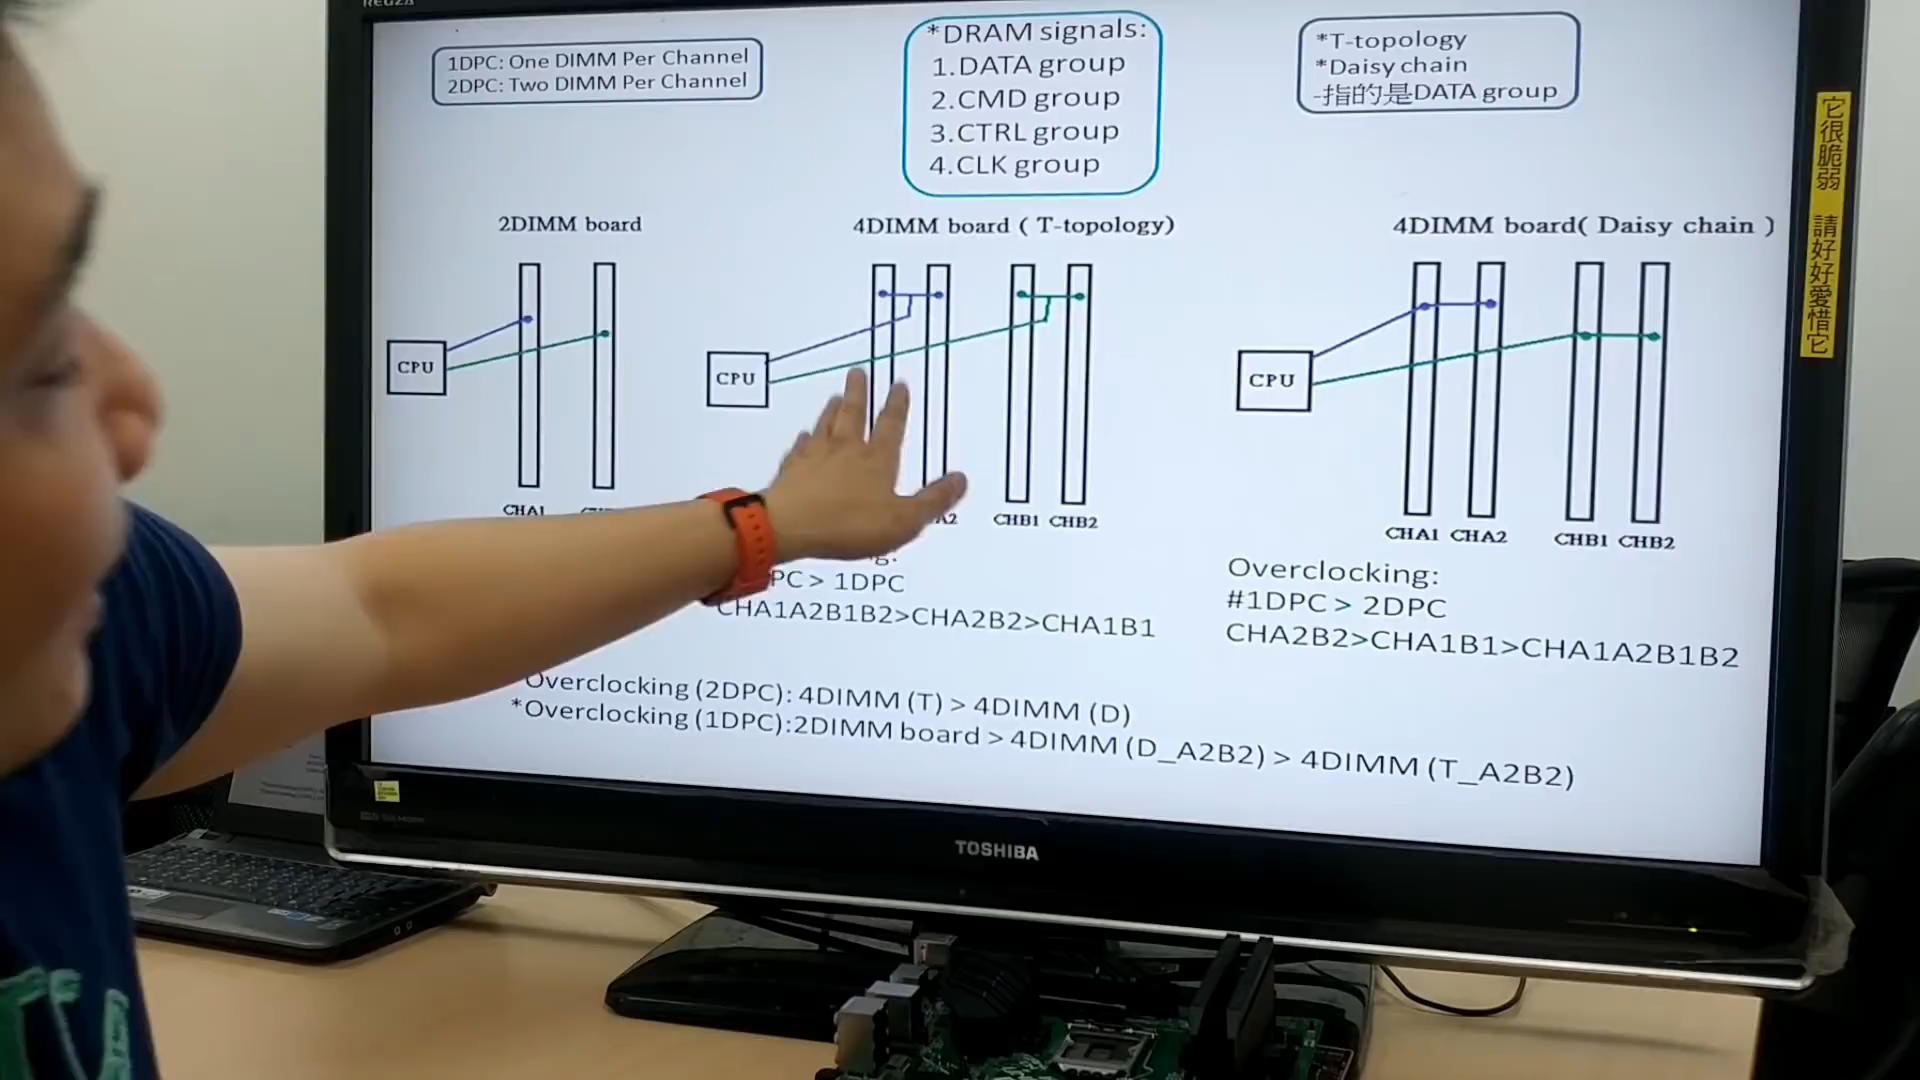 1DPC: One DIMM Per Channel
2DPC: Two DIMM Per Channel
*DRAM signals:
1.DATA group
2.CMD group
3.CTRL group
4.CLK group
*T-topology
*Daisy chain
-指的是DATA group
它很脆弱 請好好愛惜它
2DIMM board
4DIMM board ( T-topology)
4DIMM board( Daisy chain )
CPU
CPU
CPU
CHA1
A2
CHB1 CHB2
CHA1 CHA2
CHB1 CHB2
g:
PC > 1DPC
CHA1A2B1B2>CHA2B2>CHA1B1
Overclocking:
#1DPC > 2DPC
CHA2B2>CHA1B1>CHA1A2B1B2
Overclocking (2DPC): 4DIMM (T) > 4DIMM (D)
*Overclocking (1DPC):2DIMM board > 4DIMM (D_A2B2) > 4DIMM (T_A2B2)
TOSHIBA